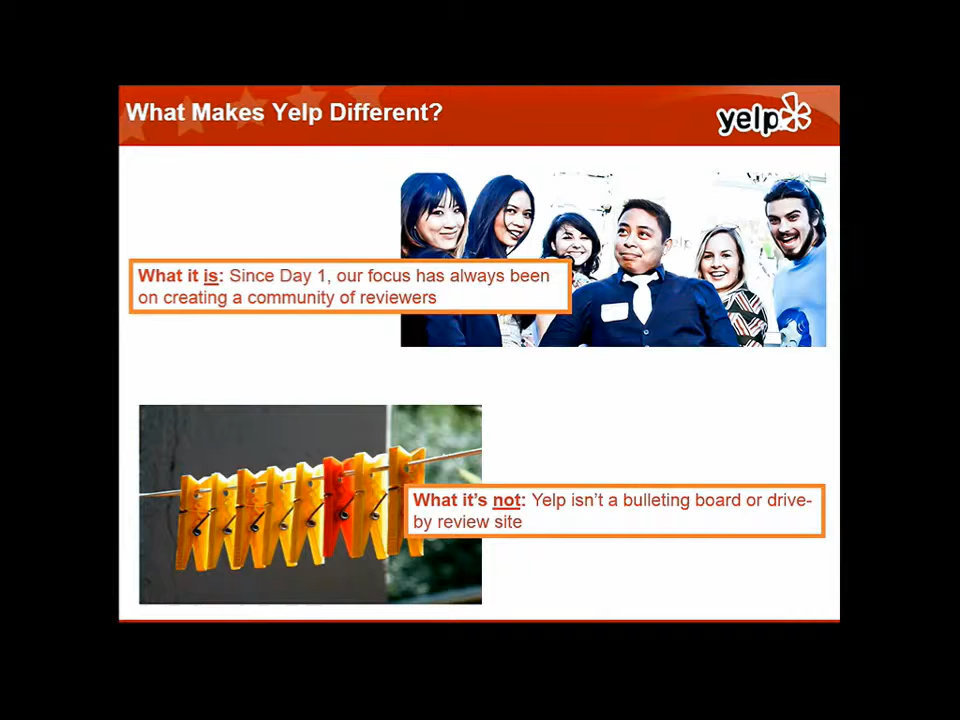 What Makes Yelp Different?
yelp
What it is: Since Day 1, our focus has always been
on creating a community of reviewers
yelp
What it's not: Yelp isn't a bulleting board or drive-
by review site